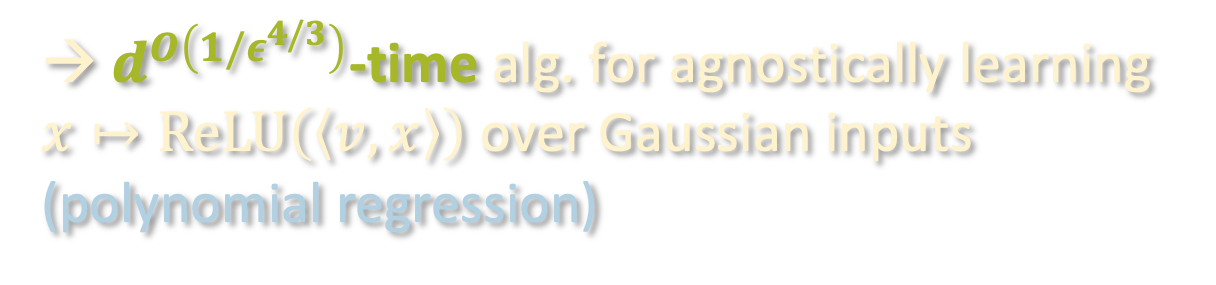 → d^{O(1/ϵ^{4/3})}-time alg. for agnostically learning
x ↦ ReLU(⟨v, x⟩) over Gaussian inputs
(polynomial regression)